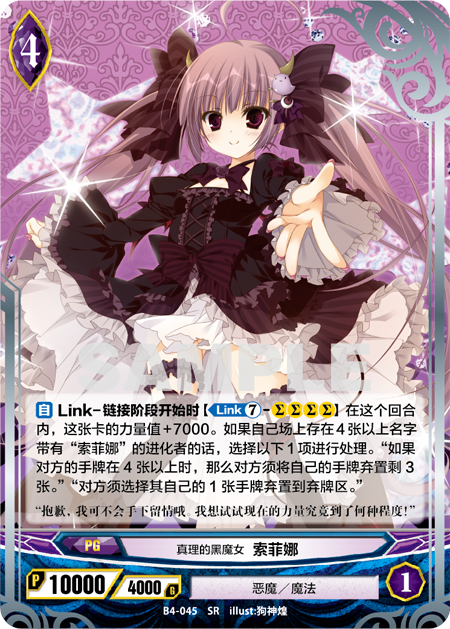 4
SAMPLE
自 Link-链接阶段开始时【Link 7-ΣΣΣΣ】在这个回合
内，这张卡的力量值+7000。如果自己场上存在4张以上名字
带有“索菲娜”的进化者的话，选择以下1项进行处理。“如果
对方的手牌在4张以上时，那么对方须将自己的手牌弃置剩3
张。”“对方须选择其自己的1张手牌弃置到弃牌区。”
“抱歉，我可不会手下留情哦。我想试试现在的力量究竟到了何种程度！”
PG 真理的黑魔女 索菲娜
P 10000 / 4000 G 恶魔／魔法 1
B4-045 SR illust:狗神煌